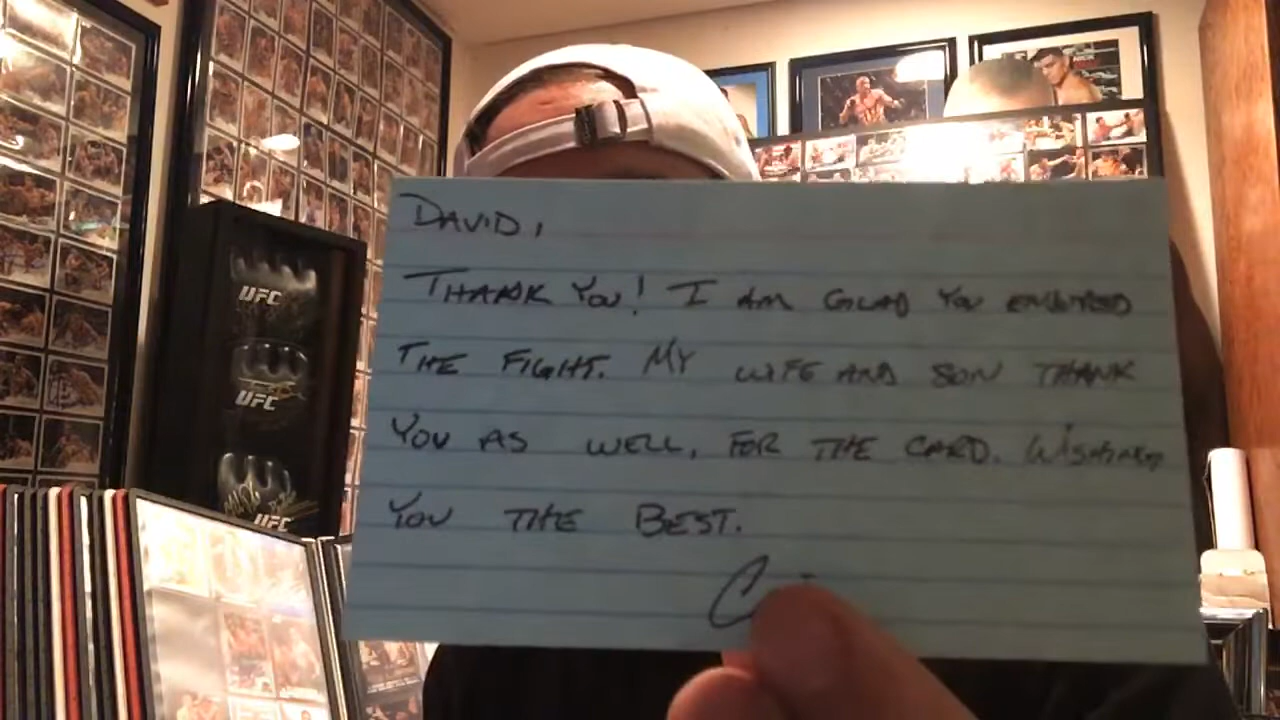 DAVID,
THANK YOU! I AM GLAD YOU ENJOYED
THE FIGHT. MY WIFE AND SON THANK
YOU AS WELL, FOR THE CARD. WISHING
YOU THE BEST.
C
UFC
UFC
UFC